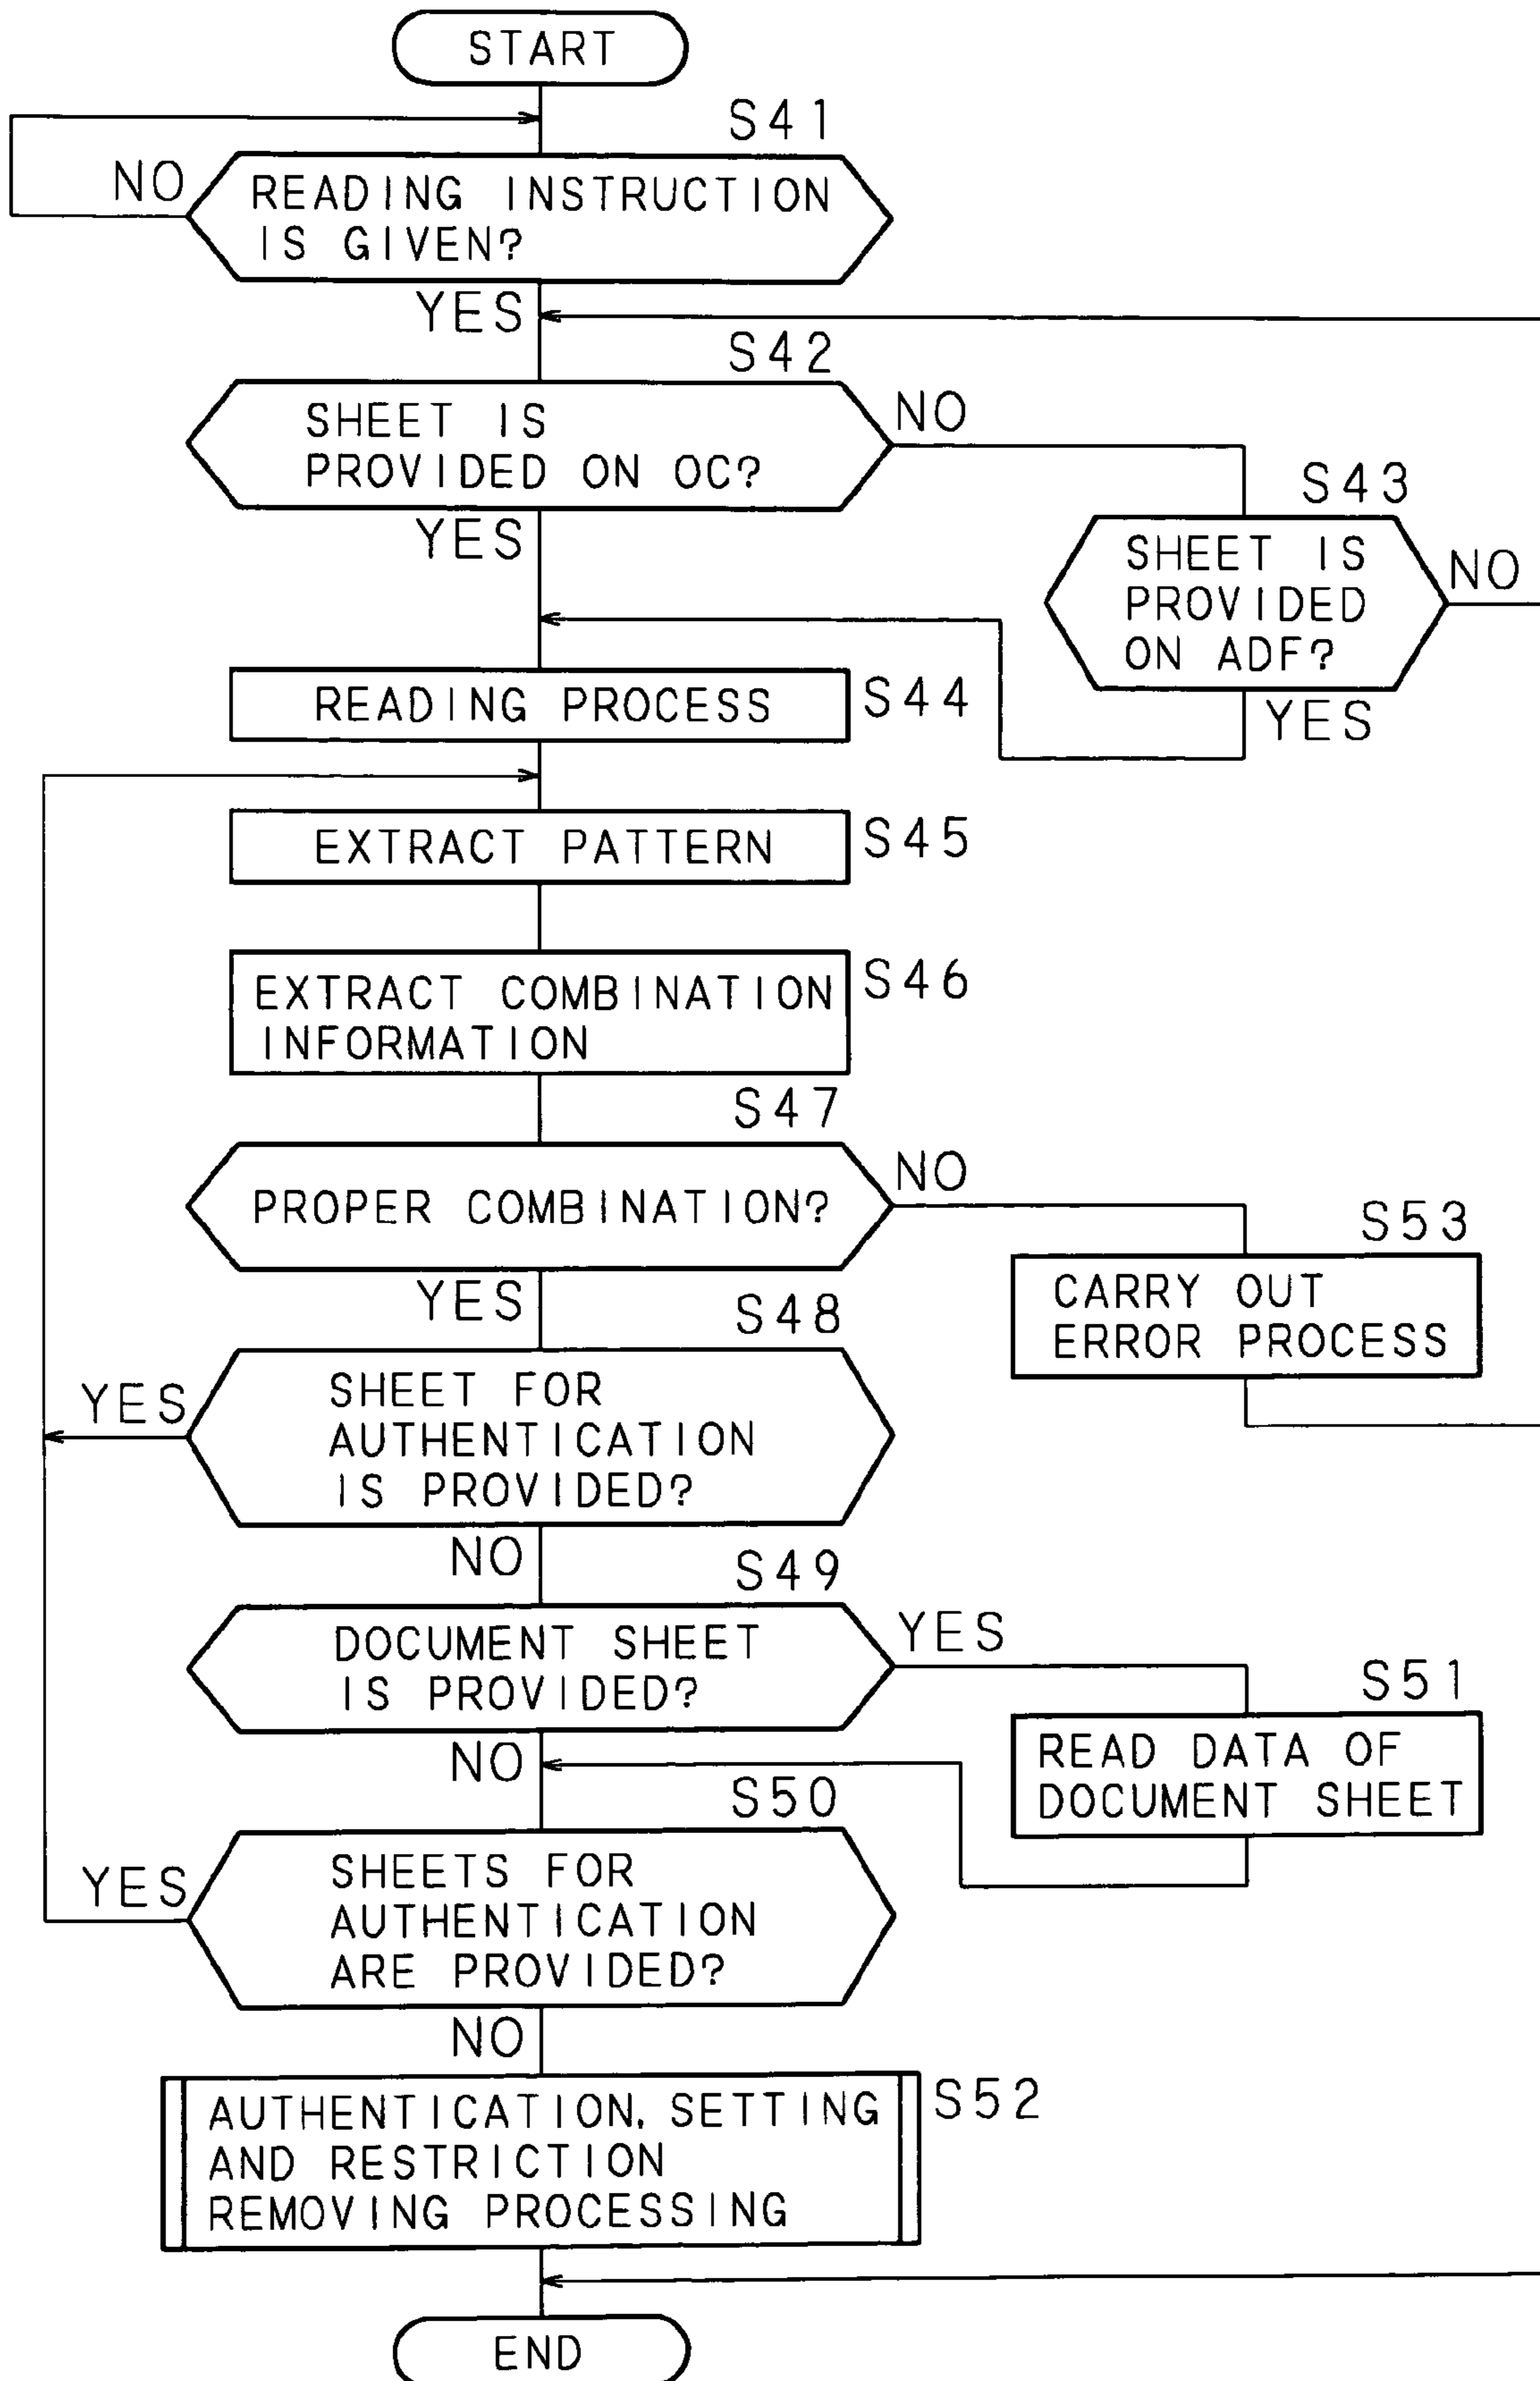 START
S41
NO
READING INSTRUCTION
IS GIVEN?
YES
S42
SHEET IS
PROVIDED ON OC?
NO
YES
S43
SHEET IS
PROVIDED
ON ADF?
NO
YES
READING PROCESS
S44
EXTRACT PATTERN
S45
EXTRACT COMBINATION
INFORMATION
S46
S47
PROPER COMBINATION?
NO
YES
S53
CARRY OUT
ERROR PROCESS
S48
YES
SHEET FOR
AUTHENTICATION
IS PROVIDED?
NO
S49
DOCUMENT SHEET
IS PROVIDED?
YES
NO
S51
READ DATA OF
DOCUMENT SHEET
S50
YES
SHEETS FOR
AUTHENTICATION
ARE PROVIDED?
NO
AUTHENTICATION, SETTING
AND RESTRICTION
REMOVING PROCESSING
S52
END